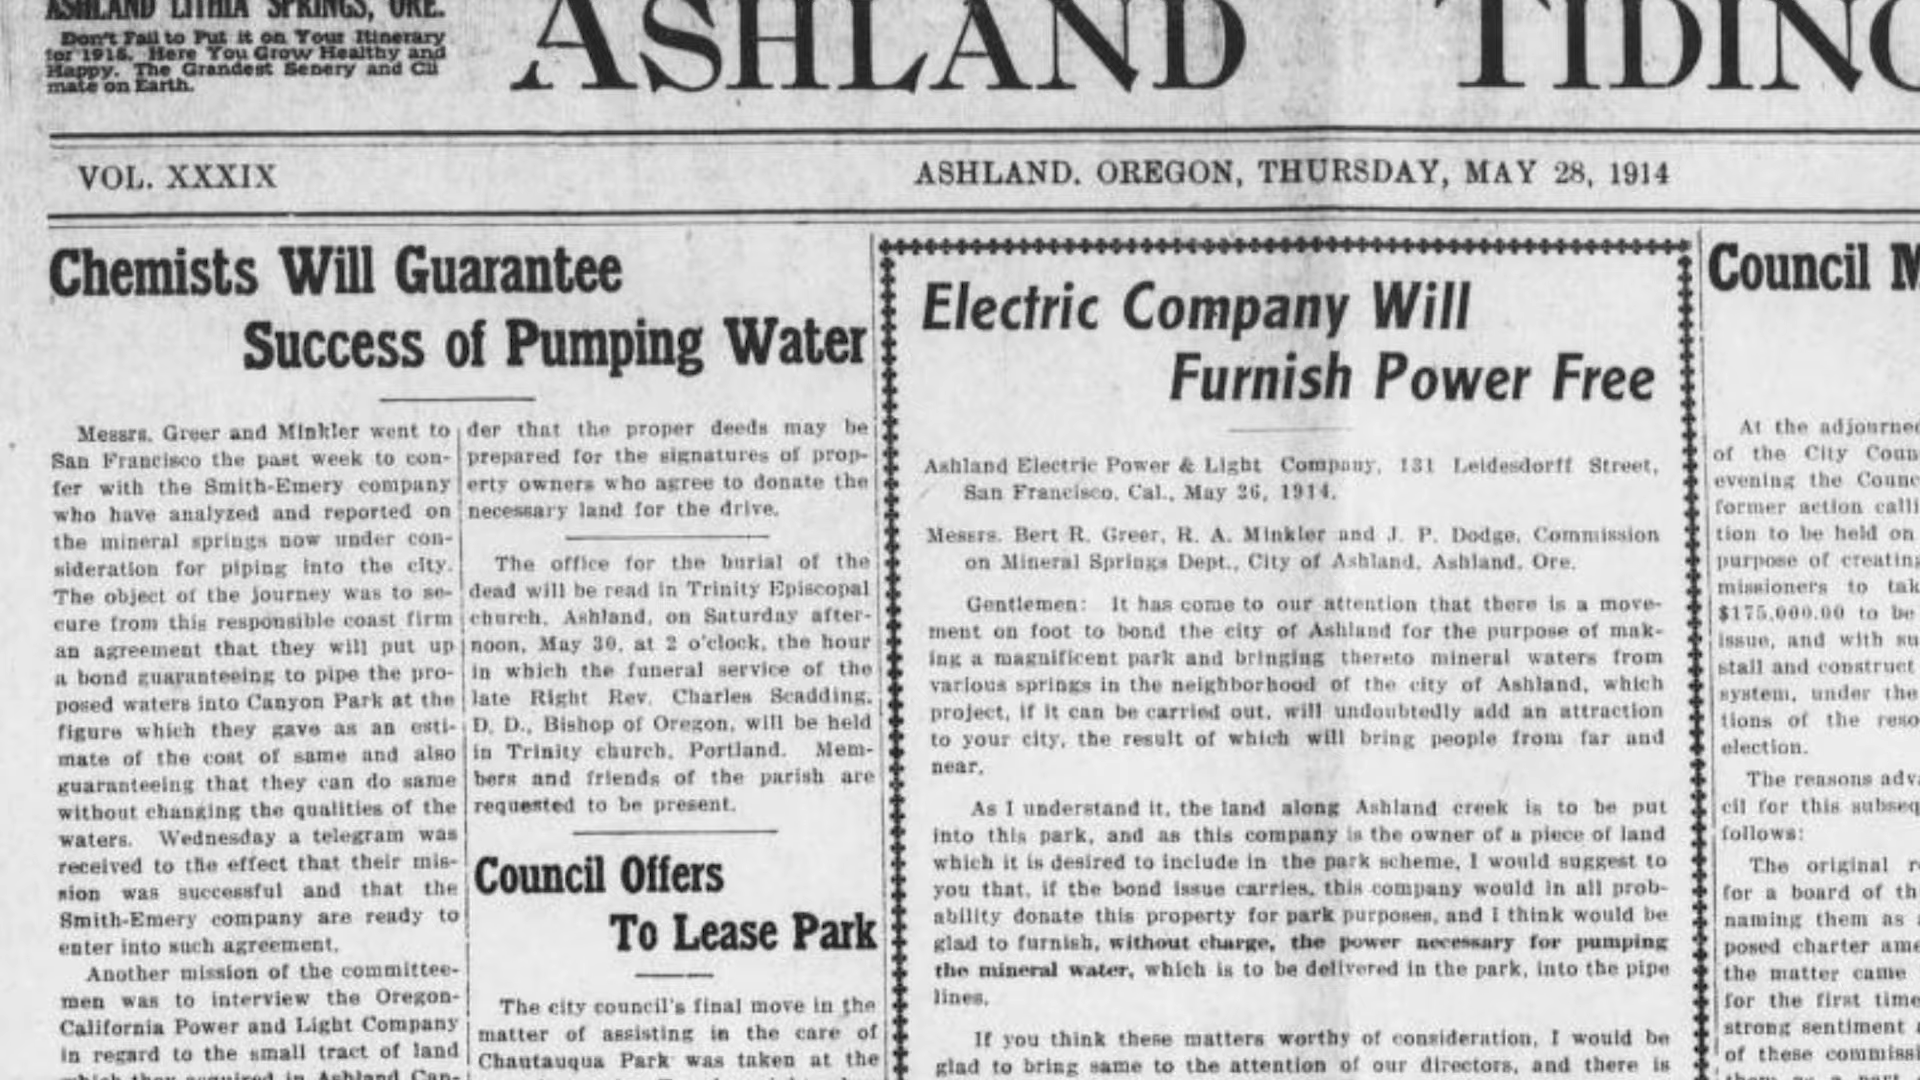 ASHLAND LITHIA SPRINGS, ORE.
Don't Fail to Put it on Your Itinerary
for 1915. Here You Grow Healthy and
Happy. The Grandest Senery and Cli
mate on Earth.
ASHLAND TIDING
VOL. XXXIX
ASHLAND. OREGON, THURSDAY, MAY 28, 1914
Chemists Will Guarantee
Success of Pumping Water
Messrs. Greer and Minkler went to
San Francisco the past week to con-
fer with the Smith-Emery company
who have analyzed and reported on
the mineral springs now under con-
sideration for piping into the city.
The object of the journey was to se-
cure from this responsible coast firm
an agreement that they will put up
a bond guaranteeing to pipe the pro-
posed waters into Canyon Park at the
figure which they gave as an esti-
mate of the cost of same and also
guaranteeing that they can do same
without changing the qualities of the
waters. Wednesday a telegram was
received to the effect that their mis-
sion was successful and that the
Smith-Emery company are ready to
enter into such agreement.
Another mission of the committee-
men was to interview the Oregon-
California Power and Light Company
in regard to the small tract of land
which they acquired in Ashland Can-
der that the proper deeds may be
prepared for the signatures of prop-
erty owners who agree to donate the
necessary land for the drive.
The office for the burial of the
dead will be read in Trinity Episcopal
church, Ashland, on Saturday after-
noon, May 30, at 2 o'clock, the hour
in which the funeral service of the
late Right Rev. Charles Scadding,
D. D., Bishop of Oregon, will be held
in Trinity church, Portland. Mem-
bers and friends of the parish are
requested to be present.
Council Offers
To Lease Park
The city council's final move in the
matter of assisting in the care of
Chautauqua Park was taken at the
Electric Company Will
Furnish Power Free
Ashland Electric Power & Light Company, 131 Leidesdorff Street,
San Francisco, Cal., May 26, 1914.
Messrs. Bert R. Greer, R. A. Minkler and J. P. Dodge, Commission
on Mineral Springs Dept., City of Ashland, Ashland, Ore.
Gentlemen: It has come to our attention that there is a move-
ment on foot to bond the city of Ashland for the purpose of mak-
ing a magnificent park and bringing thereto mineral waters from
various springs in the neighborhood of the city of Ashland, which
project, if it can be carried out, will undoubtedly add an attraction
to your city, the result of which will bring people from far and
near.
As I understand it, the land along Ashland creek is to be put
into this park, and as this company is the owner of a piece of land
which it is desired to include in the park scheme, I would suggest to
you that, if the bond issue carries, this company would in all prob-
ability donate this property for park purposes, and I think would be
glad to furnish, without charge, the power necessary for pumping
the mineral water, which is to be delivered in the park, into the pipe
lines.
If you think these matters worthy of consideration, I would be
glad to bring same to the attention of our directors, and there is
Council M
At the adjourned
of the City Coun
evening the Counc
former action calli
tion to be held on
purpose of creating
missioners to tak
$175,000.00 to be
issue, and with su
stall and construct
system, under the
tions of the reso
election.
The reasons adva
cil for this subseq
follows:
The original r
for a board of th
naming them as
posed charter ame
the matter came
for the first time
strong sentiment
of these commissi